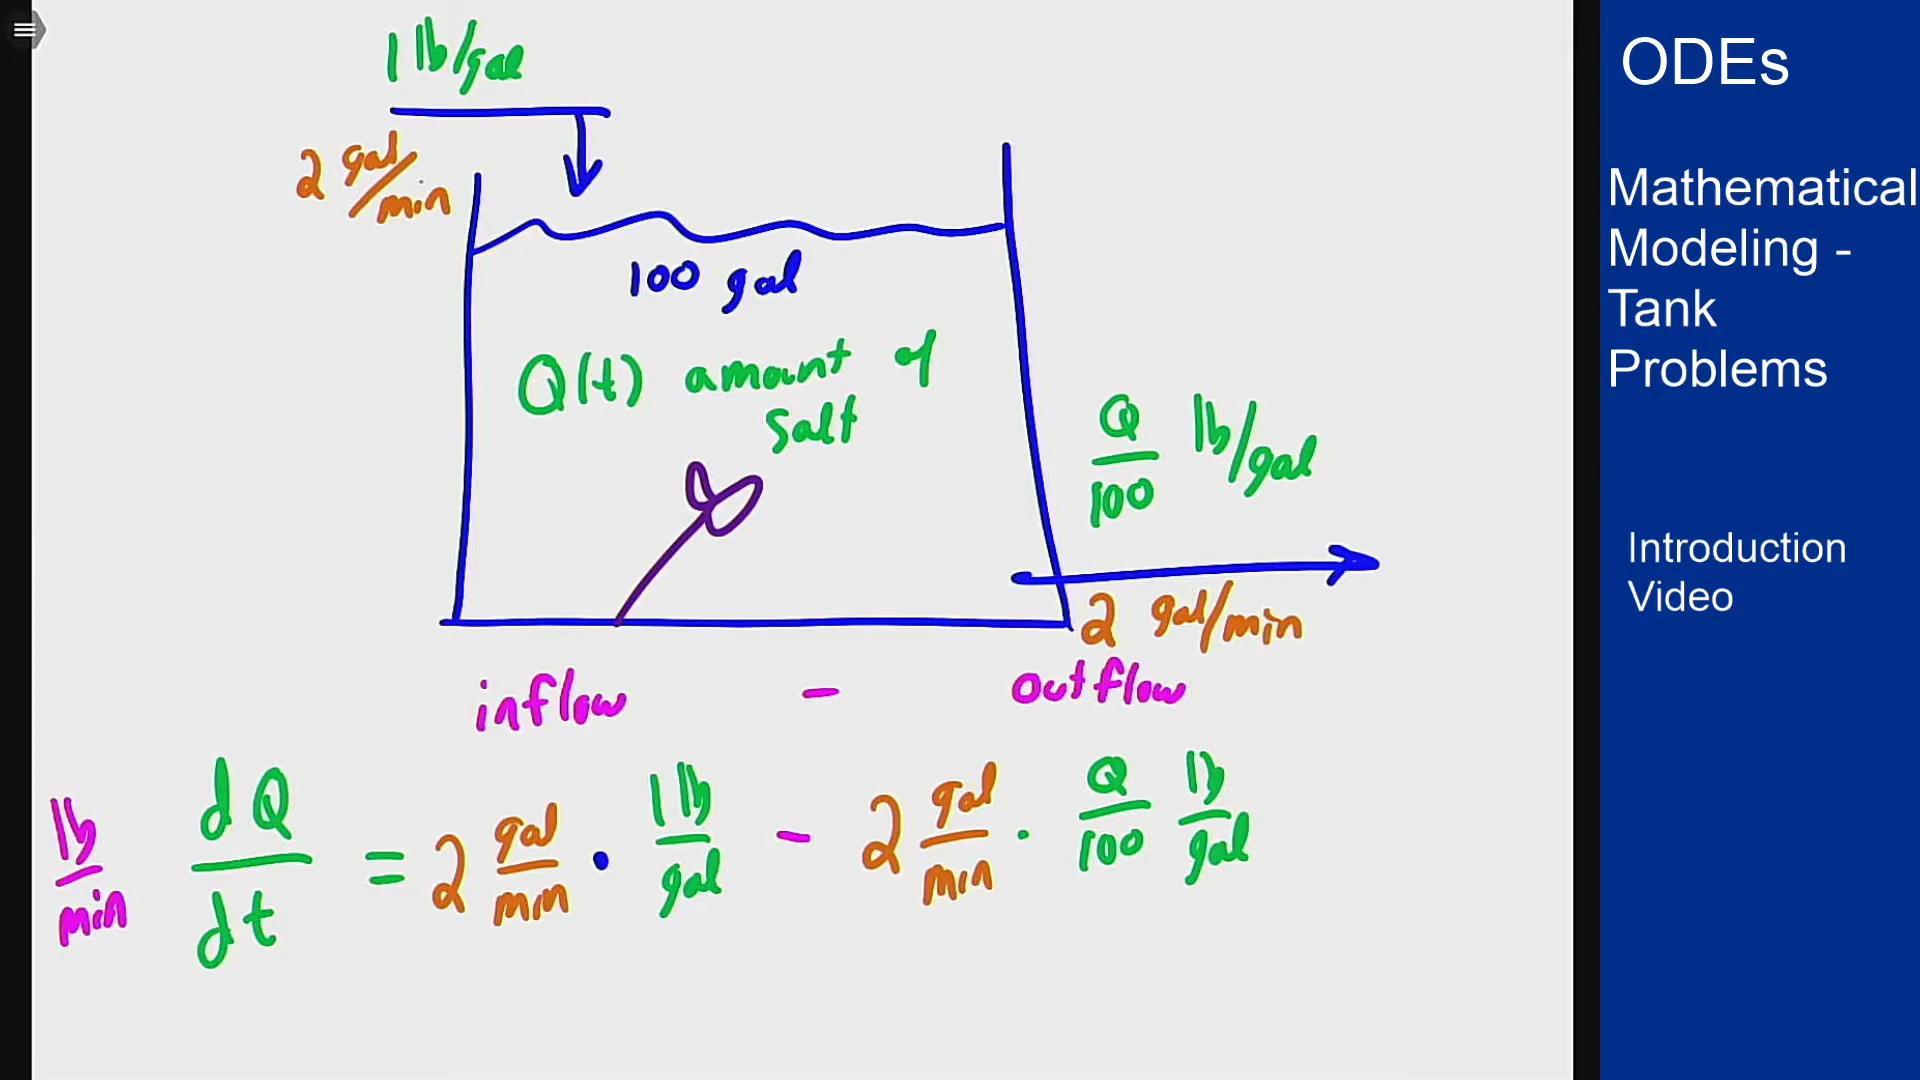 1 lb/gal
2 gal/min
100 gal
Q(t) amount of
salt
Q/100 lb/gal
2 gal/min
inflow - outflow
lb/min dQ/dt = 2 gal/min · 1 lb/gal - 2 gal/min · Q/100 lb/gal
ODEs
Mathematical
Modeling -
Tank
Problems
Introduction
Video